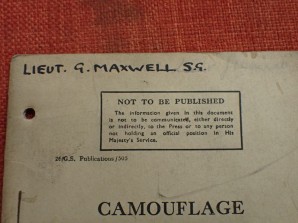 LIEUT. G. MAXWELL S.G.
NOT TO BE PUBLISHED
The information given in this document
is not to be communicated, either directly
or indirectly, to the Press or to any person
not holding an official position in His
Majesty's Service.
26/G.S. Publications/
CAMOUFLAGE